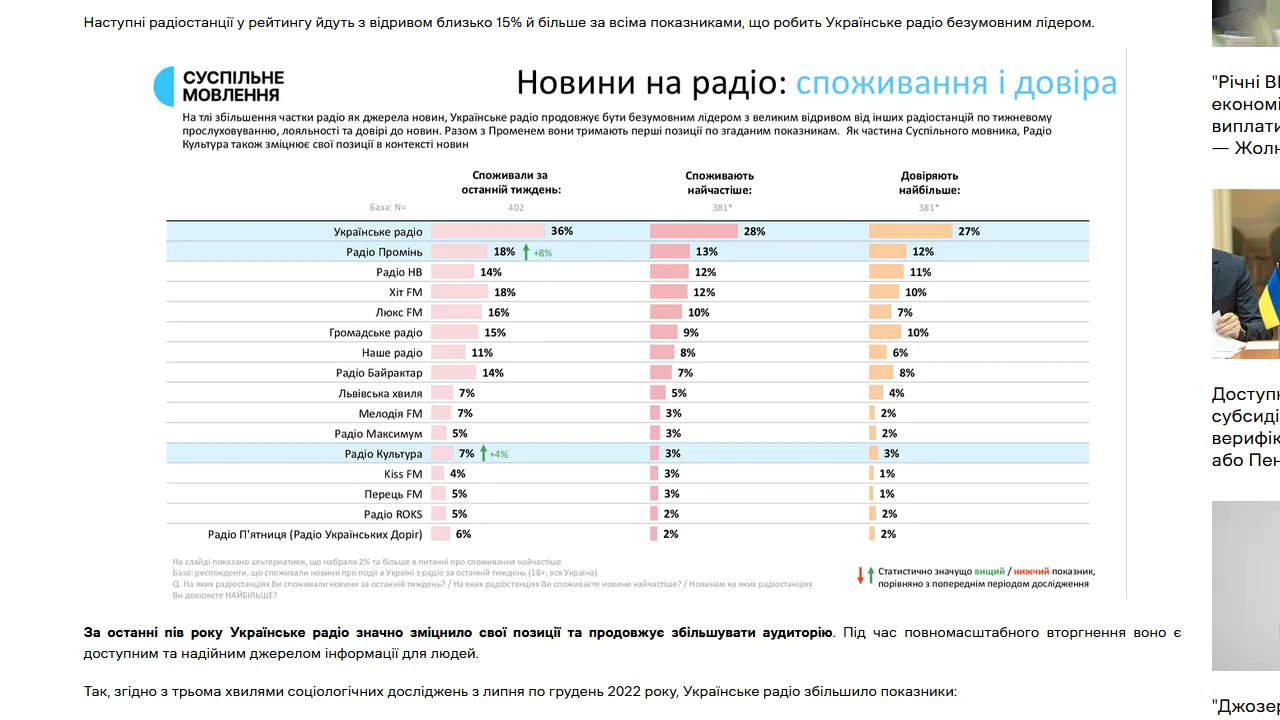 Наступні радіостанції у рейтингу йдуть з відривом близько 15% й більше за всіма показниками, що робить Українське радіо безумовним лідером.
СУСПІЛЬНЕ
МОВЛЕННЯ
Новини на радіо: споживання і довіра
На тлі збільшення частки радіо як джерела новин, Українське радіо продовжує бути безумовним лідером з великим відривом від інших радіостанцій по тижневому
прослуховуванню, лояльності та довірі до новин. Разом з Променем вони тримають перші позиції по згаданим показникам. Як частина Суспільного мовника, Радіо
Культура також зміцнює свої позиції в контексті новин
Споживали за
останній тиждень:
Споживають
найчастіше:
Довіряють
найбільше:
База: N= 402 381* 381*
Українське радіо 36% 28% 27%
Радіо Промінь 18% +8% 13% 12%
Радіо НВ 14% 12% 11%
Хіт FM 18% 12% 10%
Люкс FM 16% 10% 7%
Громадське радіо 15% 9% 10%
Наше радіо 11% 8% 6%
Радіо Байрактар 14% 7% 8%
Львівська хвиля 7% 5% 4%
Мелодія FM 7% 3% 2%
Радіо Максимум 5% 3% 2%
Радіо Культура 7% +4% 3% 3%
Kiss FM 4% 3% 1%
Перець FM 5% 3% 1%
Радіо ROKS 5% 2% 2%
Радіо П'ятниця (Радіо Українських Доріг) 6% 2% 2%
На слайді показано альтернативи, що набрали 2% та більше в питанні про споживання найчастіше
База: респонденти, що споживали новини про події в Україні з радіо за останній тиждень (18+, вся Україна)
Q. На яких радіостанціях Ви споживали новини за останній тиждень? / На яких радіостанціях Ви споживаєте новини найчастіше? / Новинам на яких радіостанціях
Ви довіряєте НАЙБІЛЬШЕ?
Статистично значущо вищий / нижчий показник,
порівняно з попереднім періодом дослідження
За останні пів року Українське радіо значно зміцнило свої позиції та продовжує збільшувати аудиторію. Під час повномасштабного вторгнення воно є
доступним та надійним джерелом інформації для людей.
Так, згідно з трьома хвилями соціологічних досліджень з липня по грудень 2022 року, Українське радіо збільшило показники:
"Річні В
економі
виплати
— Жолн
Доступн
субсиді
верифік
або Пен
"Джозе